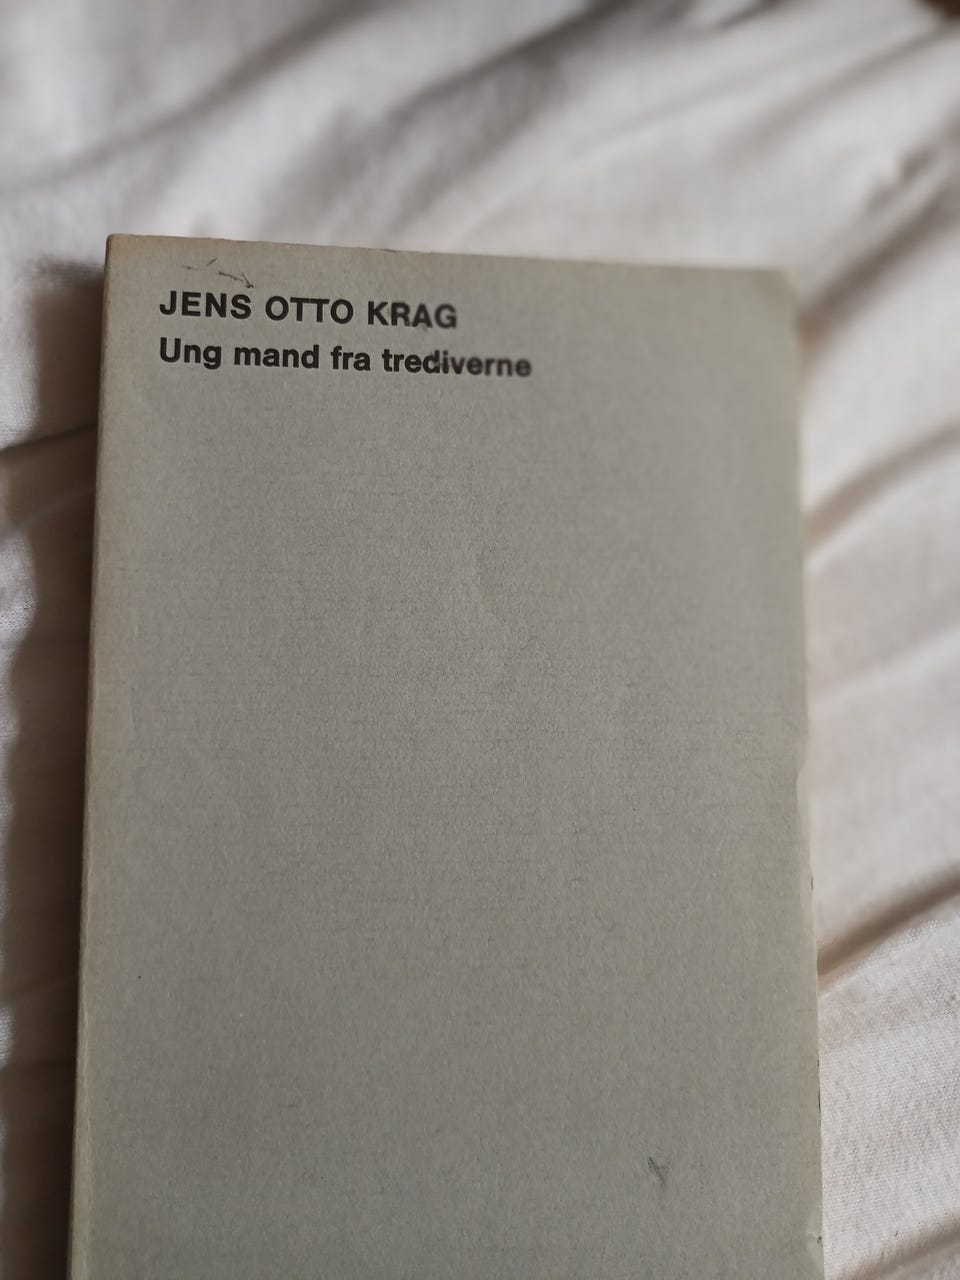 JENS OTTO KRAG
Ung mand fra trediverne